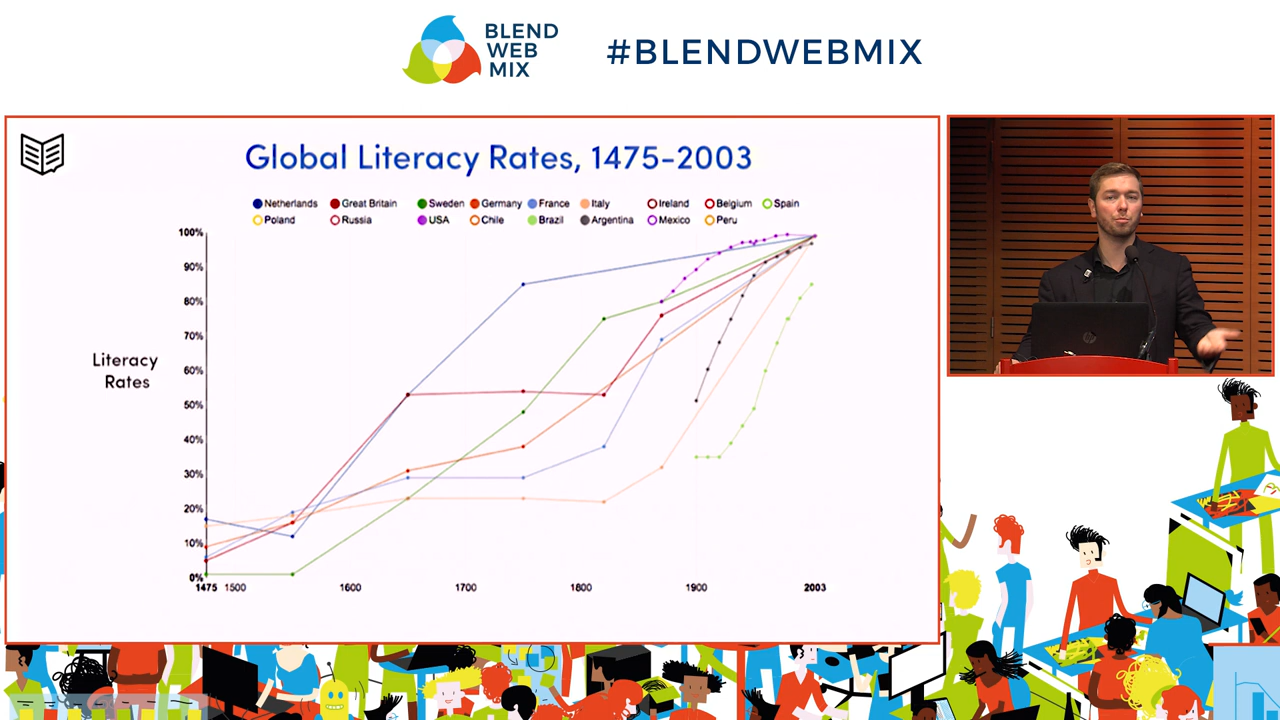 BLEND
WEB
MIX
#BLENDWEBMIX
Global Literacy Rates, 1475-2003
Netherlands Great Britain Sweden Germany France Italy Ireland Belgium Spain
Poland Russia USA Chile Brazil Argentina Mexico Peru
100%
90%
80%
70%
Literacy
Rates
60%
50%
40%
30%
20%
10%
0%
1475 1500 1600 1700 1800 1900 2003